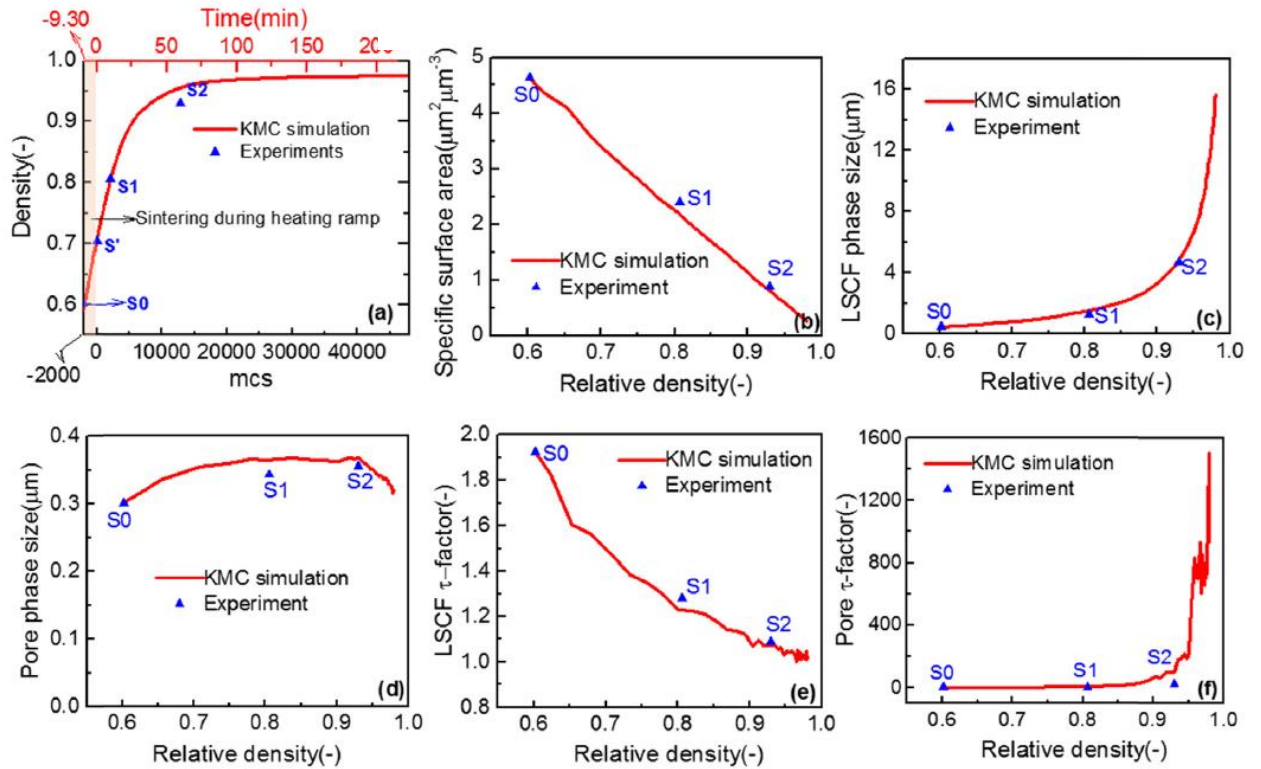 -9.30
Time(min)
0 50 100 150
1.0
0.9
0.8
0.7
0.6
Density(-)
S2
S1
S'
S0
KMC simulation
Experiments
Sintering during heating ramp
(a)
-2000
0 10000 20000 30000 40000
mcs
5
4
3
2
1
0
Specific surface area(μm²μm⁻³)
S0
S1
S2
KMC simulation
Experiment
(b)
0.6 0.7 0.8 0.9 1.0
Relative density(-)
16
12
8
4
0
LSCF phase size(μm)
KMC simulation
Experiment
S0
S1
S2
(c)
0.6 0.7 0.8 0.9 1.0
Relative density(-)
0.4
0.3
0.2
0.1
0.0
Pore phase size(μm)
S0
S1
S2
KMC simulation
Experiment
(d)
0.6 0.7 0.8 0.9 1.0
Relative density(-)
2.0
1.8
1.6
1.4
1.2
1.0
0.8
LSCF τ-factor(-)
S0
KMC simulation
Experiment
S1
S2
(e)
0.6 0.7 0.8 0.9 1.0
Relative density(-)
1600
1200
800
400
0
Pore τ-factor(-)
KMC simulation
Experiment
S0
S1
S2
(f)
0.6 0.7 0.8 0.9 1.0
Relative density(-)